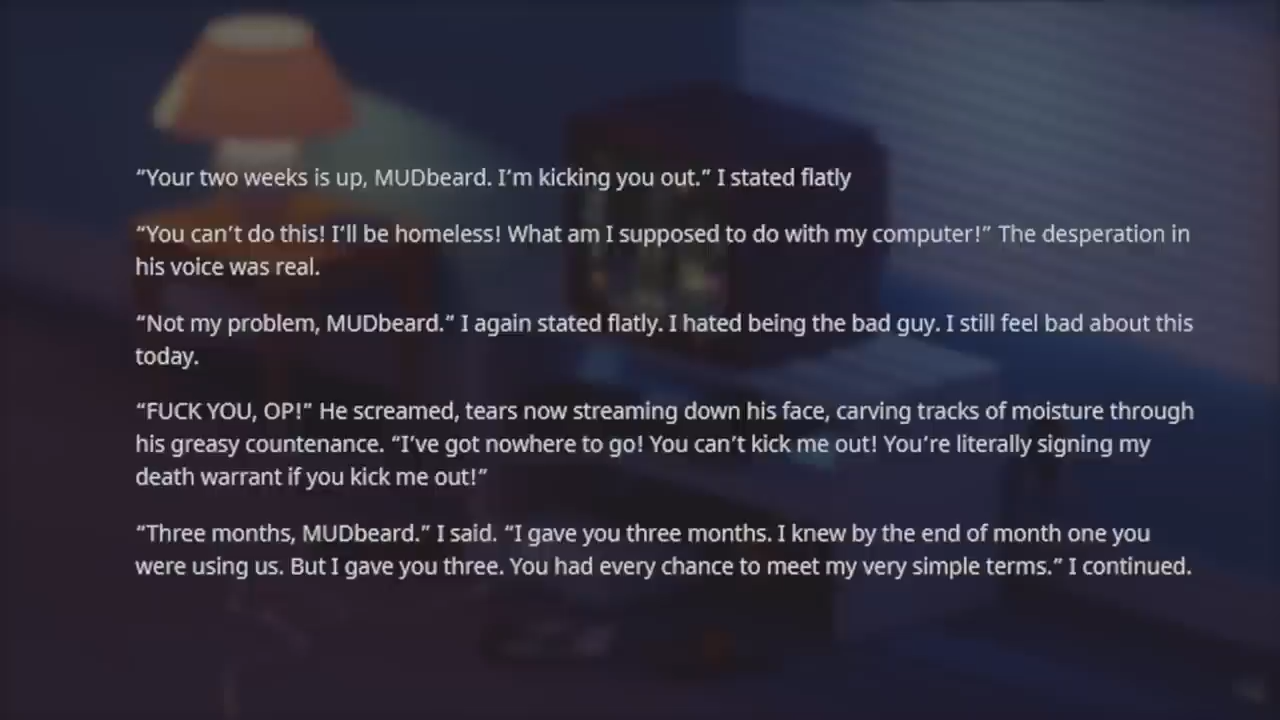 “Your two weeks is up, MUDbeard. I’m kicking you out.” I stated flatly
“You can’t do this! I’ll be homeless! What am I supposed to do with my computer!” The desperation in
his voice was real.
“Not my problem, MUDbeard.” I again stated flatly. I hated being the bad guy. I still feel bad about this
today.
“FUCK YOU, OP!” He screamed, tears now streaming down his face, carving tracks of moisture through
his greasy countenance. “I’ve got nowhere to go! You can’t kick me out! You’re literally signing my
death warrant if you kick me out!”
“Three months, MUDbeard.” I said. “I gave you three months. I knew by the end of month one you
were using us. But I gave you three. You had every chance to meet my very simple terms.” I continued.